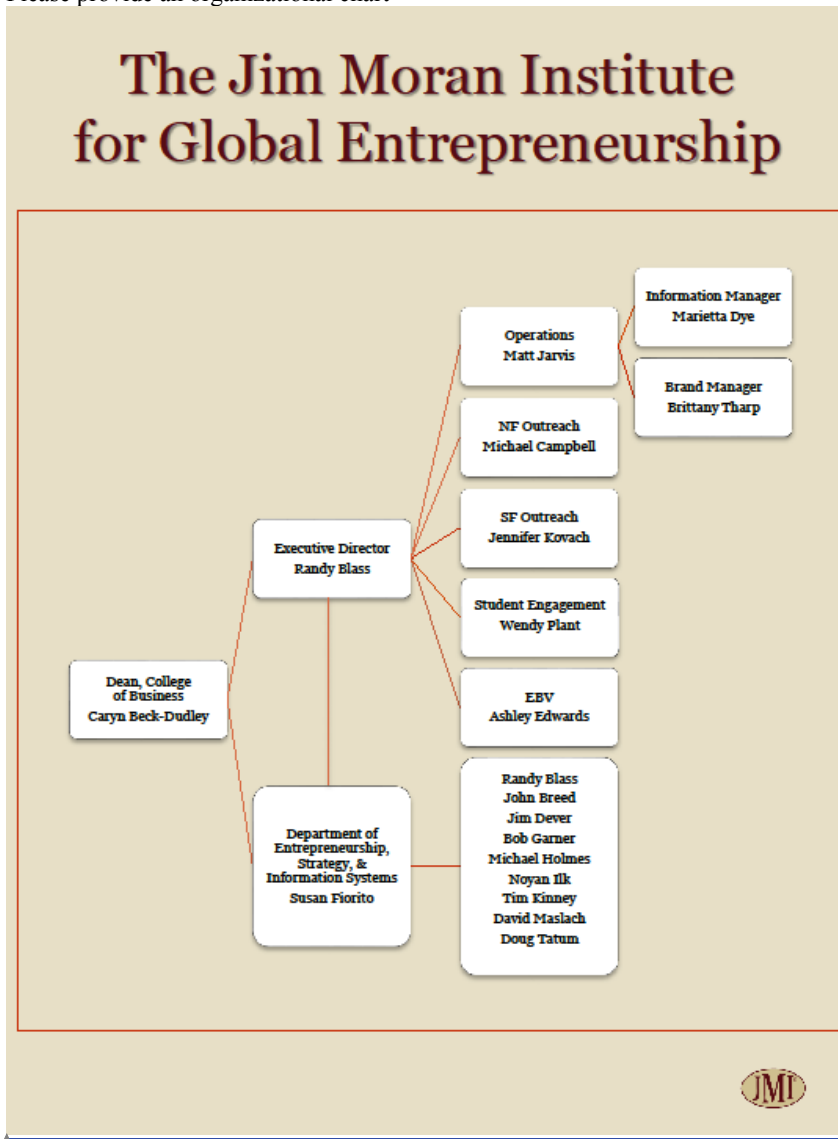 Please provide an organizational chart
The Jim Moran Institute
for Global Entrepreneurship
Information Manager
Marietta Dye
Operations
Matt Jarvis
Brand Manager
Brittany Tharp
NF Outreach
Michael Campbell
SF Outreach
Jennifer Kovach
Executive Director
Randy Blass
Student Engagement
Wendy Plant
Dean, College
of Business
Caryn Beck-Dudley
EBV
Ashley Edwards
Department of
Entrepreneurship,
Strategy, &
Information Systems
Susan Fiorito
Randy Blass
John Breed
Jim Dever
Bob Garner
Michael Holmes
Noyan Ilk
Tim Kinney
David Maslach
Doug Tatum
JMI